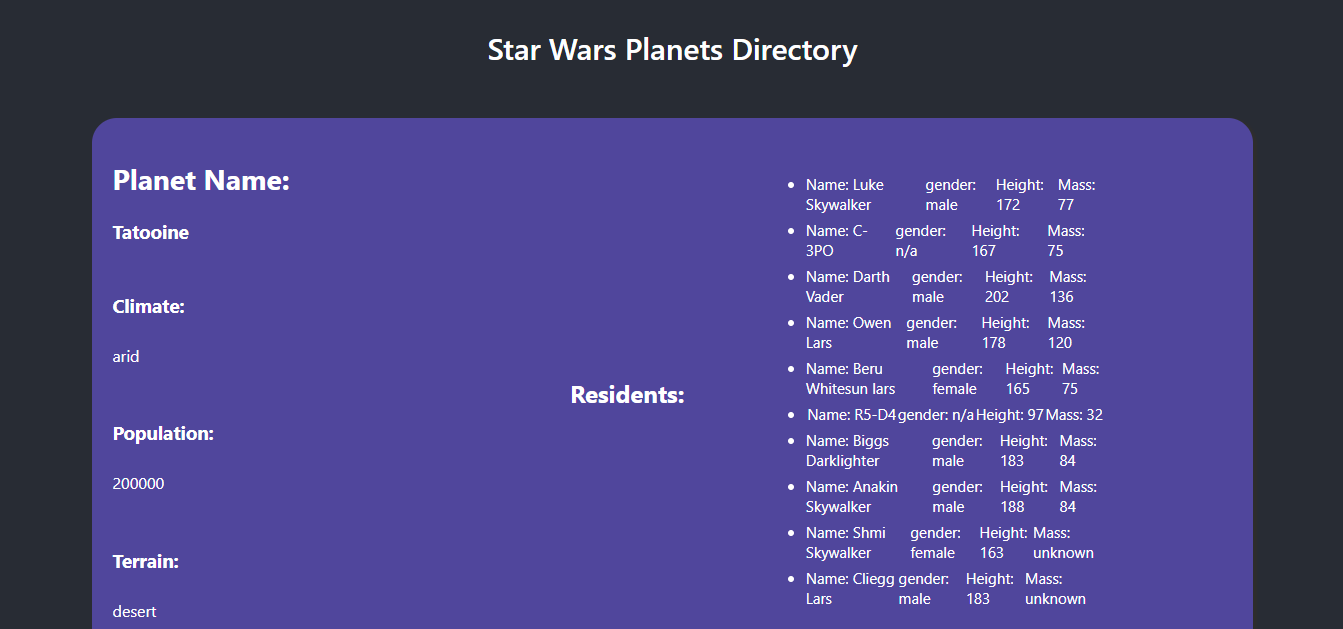 Star Wars Planets Directory
Planet Name:
Tatooine
Climate:
arid
Population:
200000
Terrain:
desert
Residents:
Name: Luke gender: Height: Mass:
Skywalker male 172 77
Name: C- gender: Height: Mass:
3PO n/a 167 75
Name: Darth gender: Height: Mass:
Vader male 202 136
Name: Owen gender: Height: Mass:
Lars male 178 120
Name: Beru gender: Height: Mass:
Whitesun lars female 165 75
Name: R5-D4 gender: n/a Height: 97 Mass: 32
Name: Biggs gender: Height: Mass:
Darklighter male 183 84
Name: Anakin gender: Height: Mass:
Skywalker male 188 84
Name: Shmi gender: Height: Mass:
Skywalker female 163 unknown
Name: Cliegg gender: Height: Mass:
Lars male 183 unknown